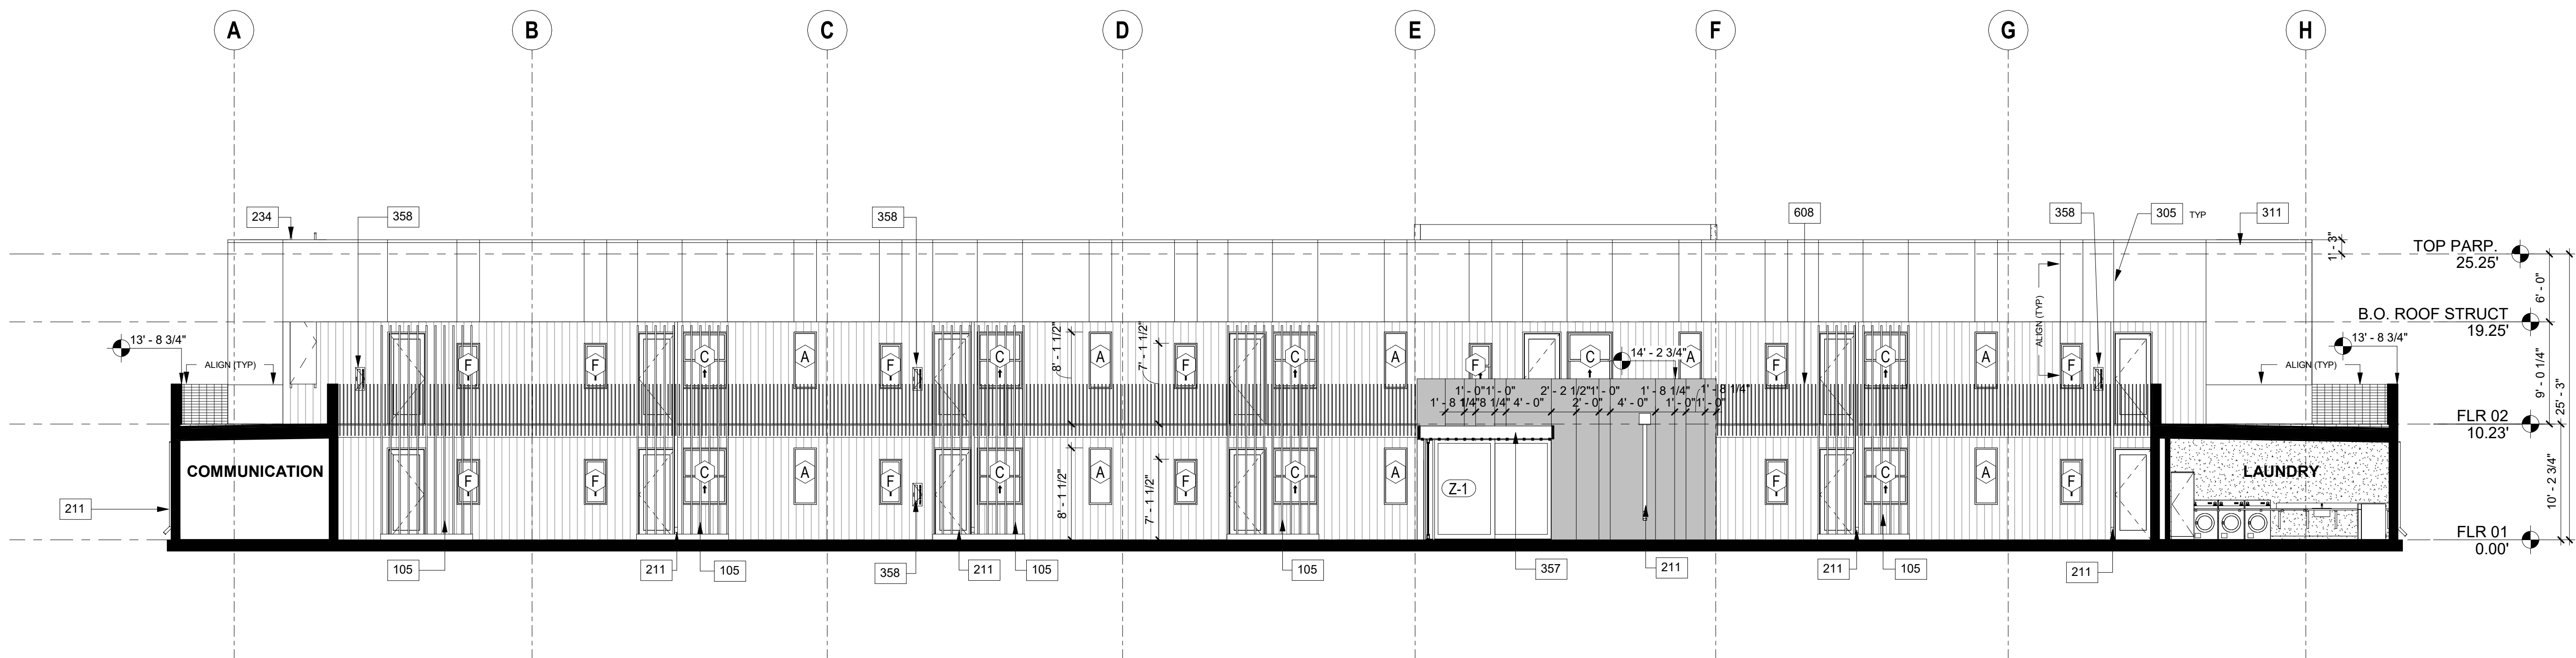 A B C D E F G H
234
358
358
608
358
305 TYP
311
1' - 3"
TOP PARP.
25.25'
6' - 0"
B.O. ROOF STRUCT
19.25'
13' - 8 3/4"
ALIGN (TYP)
ALIGN (TYP)
13' - 8 3/4"
ALIGN (TYP)
9' - 0 1/4"
25' - 3"
F F C A F C A F C A F C A F C A F
8' - 1 1/2"
7' - 1 1/2"
14' - 2 3/4"
1' - 0" 1' - 0" 2' - 2 1/2" 1' - 0" 1' - 8 1/4" 1' - 8 1/4"
1' - 8 1/4" 8 1/4" 4' - 0" 2' - 0" 4' - 0" 1' - 0" 1' - 0"
FLR 02
10.23'
COMMUNICATION
F F C A F C A F C A F C A F
8' - 1 1/2"
7' - 1 1/2"
Z-1
LAUNDRY
10' - 2 3/4"
211
FLR 01
0.00'
105
211
105
358
211
105
105
357
211
211
105
211